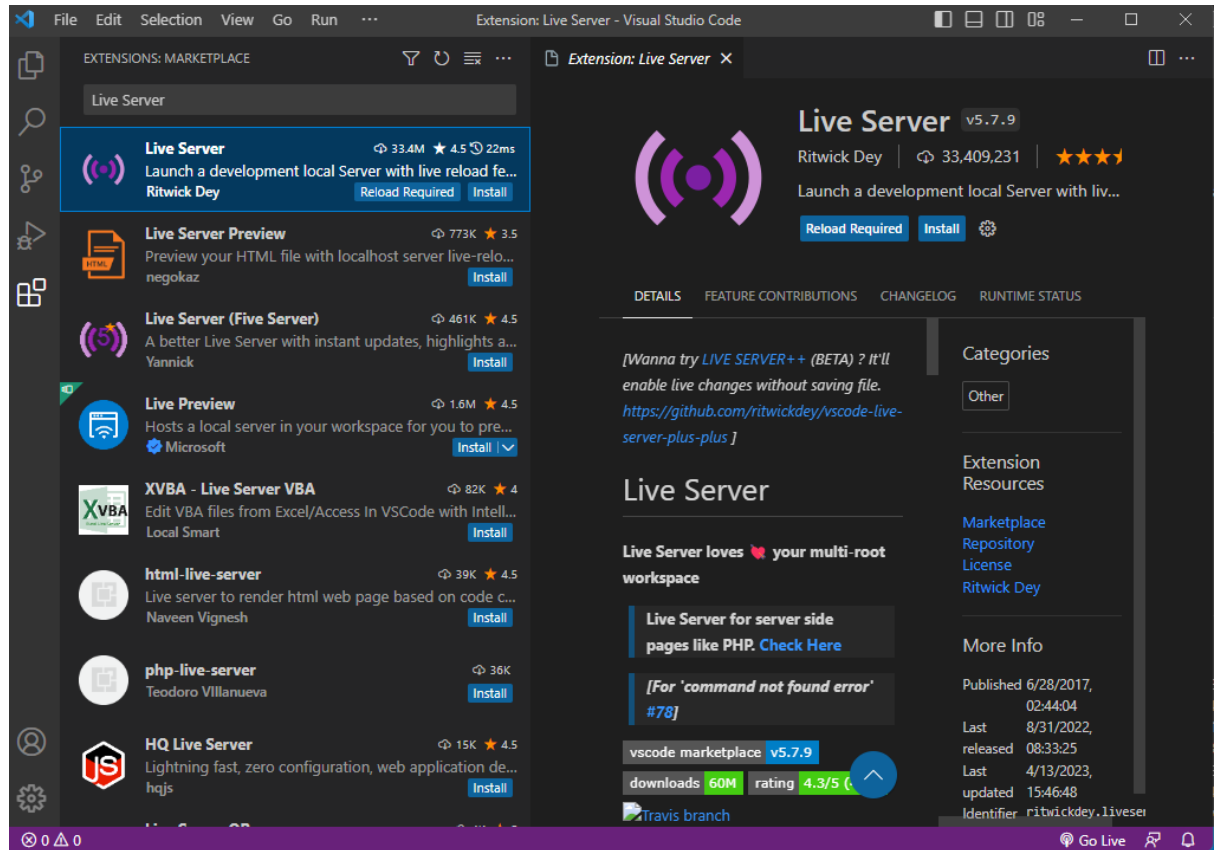 File Edit Selection View Go Run ··· Extension: Live Server - Visual Studio Code
EXTENSIONS: MARKETPLACE
Live Server
Live Server 33.4M ★ 4.5 22ms
Launch a development local Server with live reload fe...
Ritwick Dey Reload Required Install
Live Server Preview 773K ★ 3.5
Preview your HTML file with localhost server live-relo...
negokaz Install
HTML
Live Server (Five Server) 461K ★ 4.5
A better Live Server with instant updates, highlights a...
Yannick Install
5
Live Preview 1.6M ★ 4.5
Hosts a local server in your workspace for you to pre...
Microsoft Install
XVBA - Live Server VBA 82K ★ 4
Edit VBA files from Excel/Access In VSCode with Intell...
Local Smart Install
XVBA
html-live-server 39K ★ 4.5
Live server to render html web page based on code c...
Naveen Vignesh Install
php-live-server 36K
Teodoro VIllanueva Install
HQ Live Server 15K ★ 4.5
Lightning fast, zero configuration, web application de...
hqjs Install
JS
Extension: Live Server
Live Server v5.7.9
Ritwick Dey 33,409,231
Launch a development local Server with liv...
Reload Required Install
DETAILS FEATURE CONTRIBUTIONS CHANGELOG RUNTIME STATUS
[Wanna try LIVE SERVER++ (BETA) ? It'll
enable live changes without saving file.
https://github.com/ritwickdey/vscode-live-
server-plus-plus ]
Live Server
Live Server loves 💘 your multi-root
workspace
Live Server for server side
pages like PHP. Check Here
[For 'command not found error'
#78]
vscode marketplace v5.7.9
downloads 60M rating 4.3/5
Travis branch
Categories
Other
Extension
Resources
Marketplace
Repository
License
Ritwick Dey
More Info
Published 6/28/2017,
02:44:04
Last 8/31/2022,
released 08:33:25
Last 4/13/2023,
updated 15:46:48
Identifier ritwickdey.liveser
0 0 Go Live